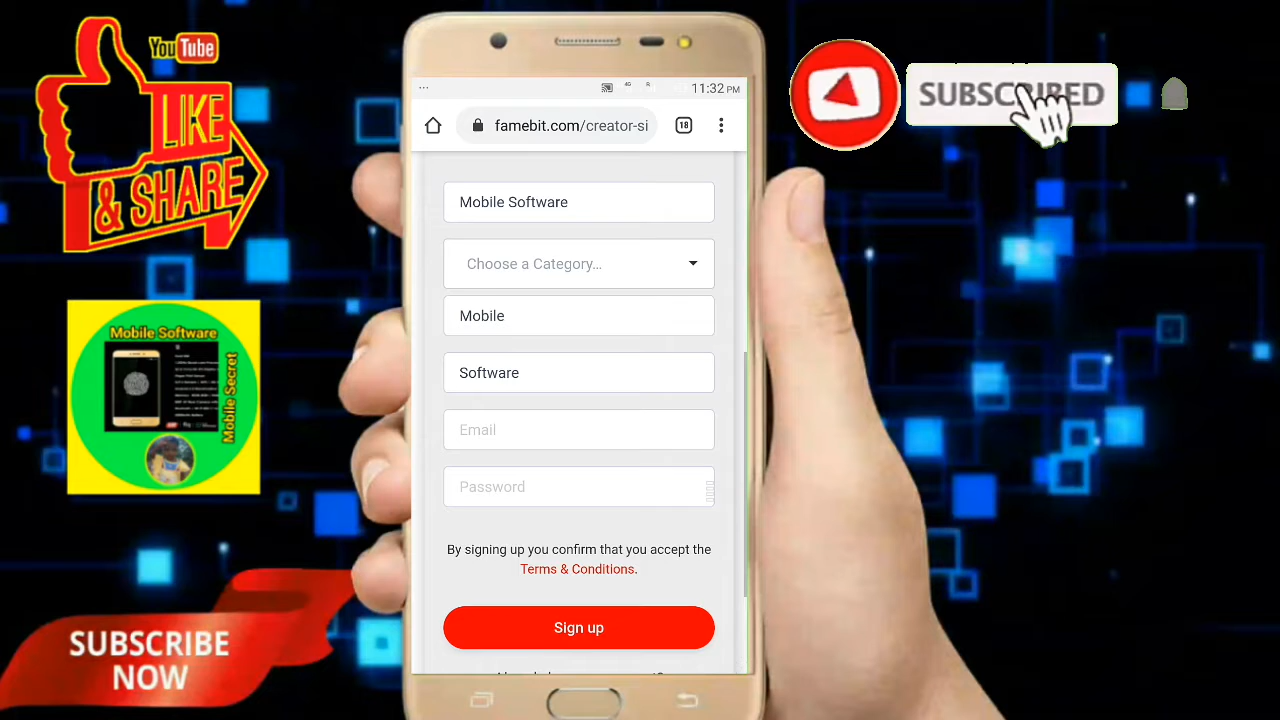 You Tube
LIKE
& SHARE
Mobile Software
Mobile Secret
SUBSCRIBE
NOW
11:32 PM
famebit.com/creator-si
18
Mobile Software
Choose a Category...
Mobile
Software
Email
Password
By signing up you confirm that you accept the
Terms & Conditions.
Sign up
SUBSCRIBED